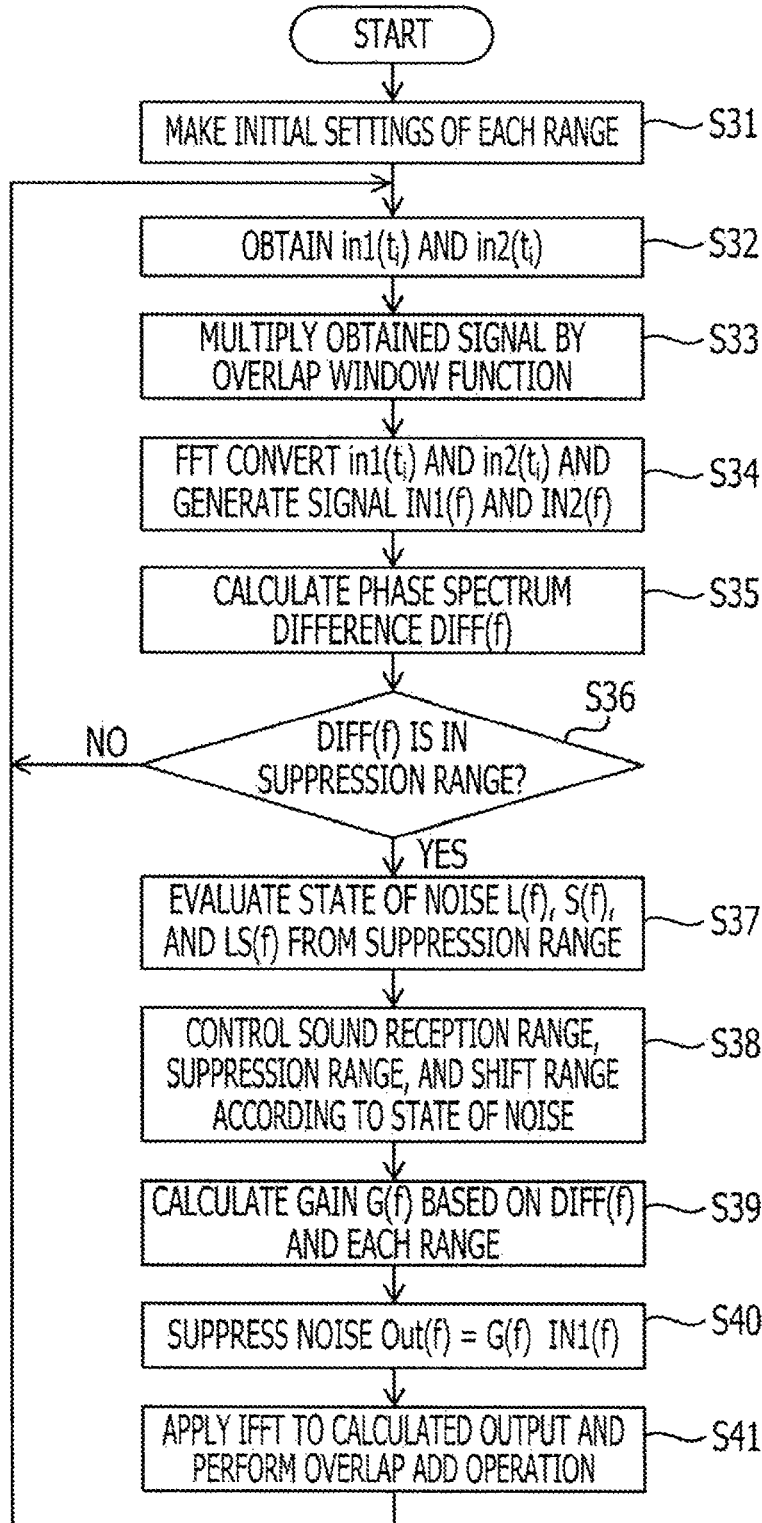 START
MAKE INITIAL SETTINGS OF EACH RANGE
S31
OBTAIN in1(tᵢ) AND in2(tᵢ)
S32
MULTIPLY OBTAINED SIGNAL BY
OVERLAP WINDOW FUNCTION
S33
FFT CONVERT in1(tᵢ) AND in2(tᵢ) AND
GENERATE SIGNAL IN1(f) AND IN2(f)
S34
CALCULATE PHASE SPECTRUM
DIFFERENCE DIFF(f)
S35
S36
NO
DIFF(f) IS IN
SUPPRESSION RANGE?
YES
EVALUATE STATE OF NOISE L(f), S(f),
AND LS(f) FROM SUPPRESSION RANGE
S37
CONTROL SOUND RECEPTION RANGE,
SUPPRESSION RANGE, AND SHIFT RANGE
ACCORDING TO STATE OF NOISE
S38
CALCULATE GAIN G(f) BASED ON DIFF(f)
AND EACH RANGE
S39
SUPPRESS NOISE Out(f) = G(f) IN1(f)
S40
APPLY IFFT TO CALCULATED OUTPUT AND
PERFORM OVERLAP ADD OPERATION
S41